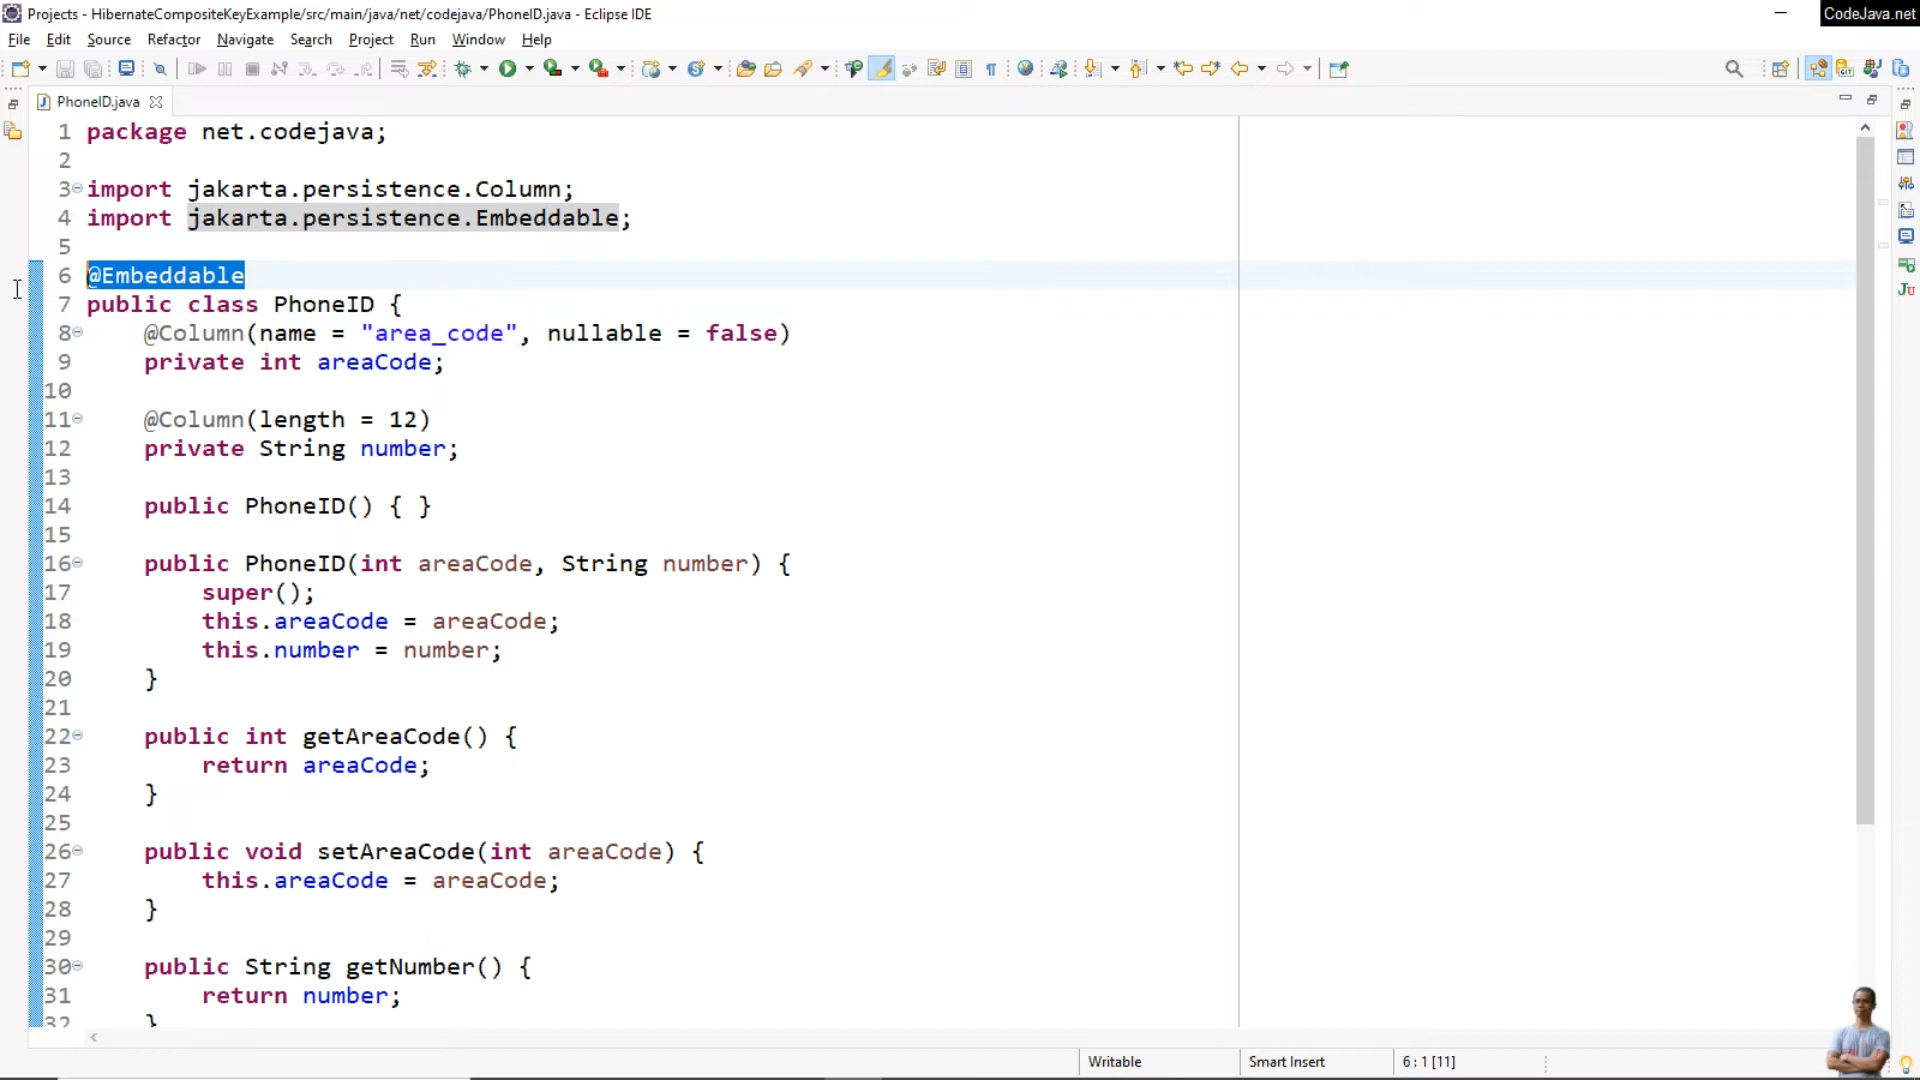 Projects - HibernateCompositeKeyExample/src/main/java/net/codejava/PhoneID.java - Eclipse IDE
CodeJava.net
File Edit Source Refactor Navigate Search Project Run Window Help
PhoneID.java
1 package net.codejava;
2
3 import jakarta.persistence.Column;
4 import jakarta.persistence.Embeddable;
5
6 @Embeddable
7 public class PhoneID {
8 @Column(name = "area_code", nullable = false)
9 private int areaCode;
10
11 @Column(length = 12)
12 private String number;
13
14 public PhoneID() { }
15
16 public PhoneID(int areaCode, String number) {
17 super();
18 this.areaCode = areaCode;
19 this.number = number;
20 }
21
22 public int getAreaCode() {
23 return areaCode;
24 }
25
26 public void setAreaCode(int areaCode) {
27 this.areaCode = areaCode;
28 }
29
30 public String getNumber() {
31 return number;
32 }
Writable Smart Insert 6 : 1 [11]